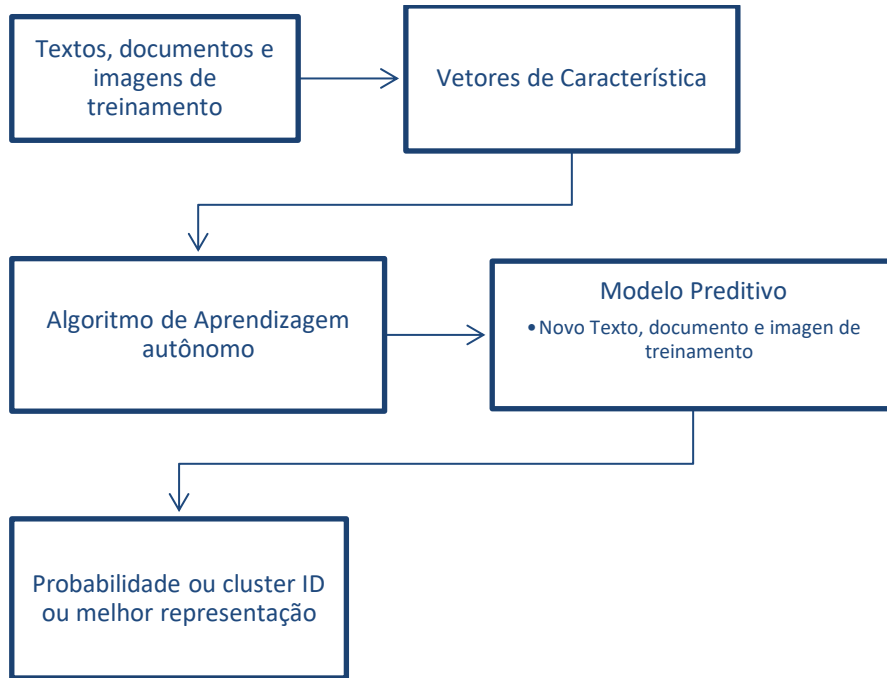 Textos, documentos e
imagens de
treinamento
Vetores de Característica
Algoritmo de Aprendizagem
autônomo
Modelo Preditivo
•Novo Texto, documento e imagen de
treinamento
Probabilidade ou cluster ID
ou melhor representação